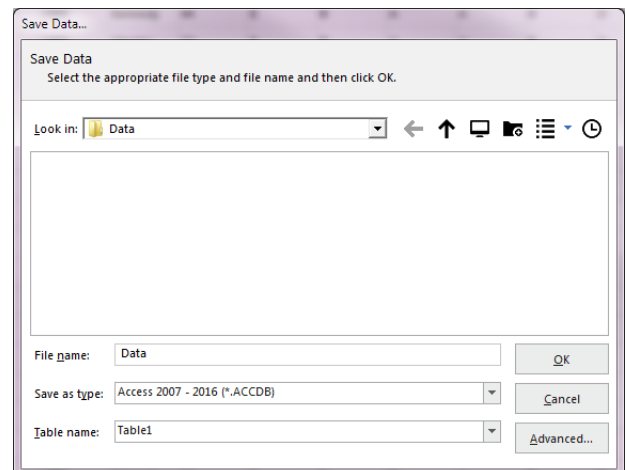 Save Data...
Save Data
Select the appropriate file type and file name and then click OK.
Look in: Data
File name: Data
OK
Save as type: Access 2007 - 2016 (*.ACCDB)
Cancel
Table name: Table1
Advanced...